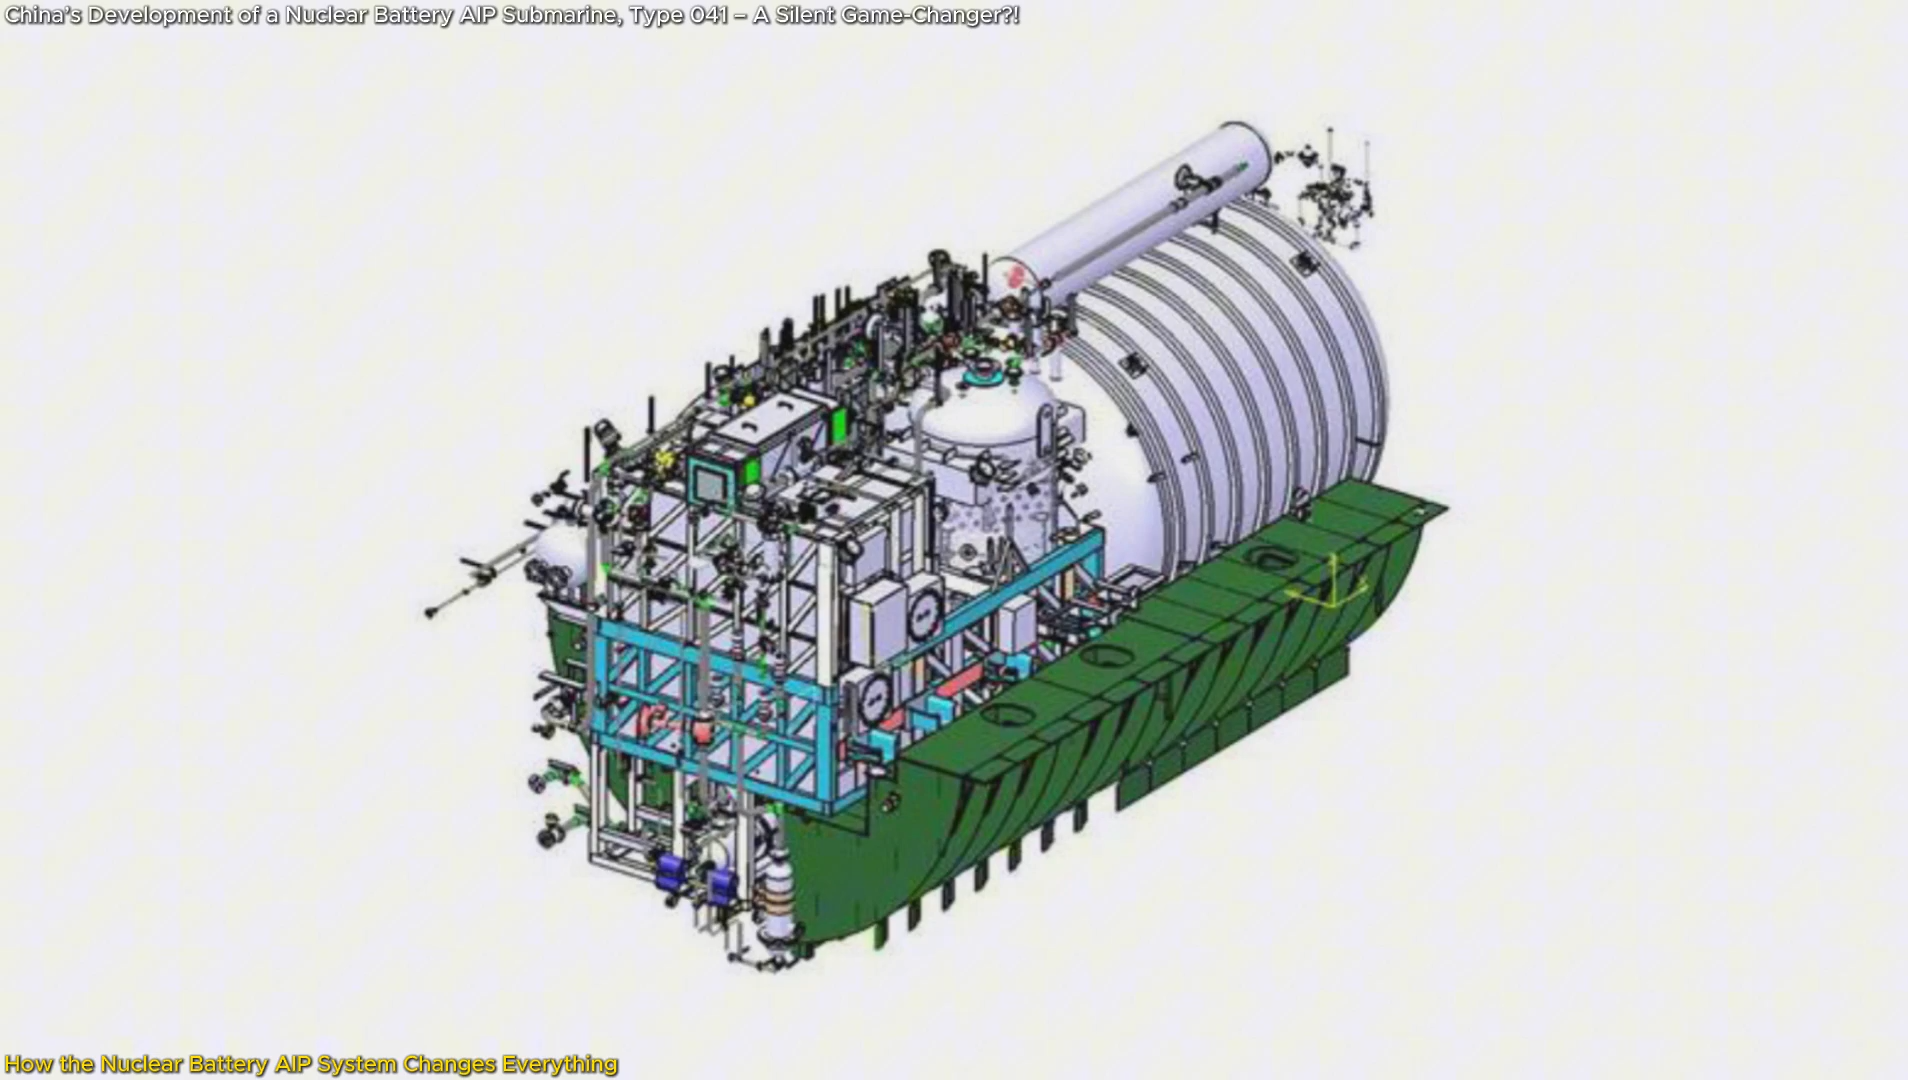 China's Development of a Nuclear Battery AIP Submarine, Type 041 – A Silent Game-Changer?!
How the Nuclear Battery AIP System Changes Everything